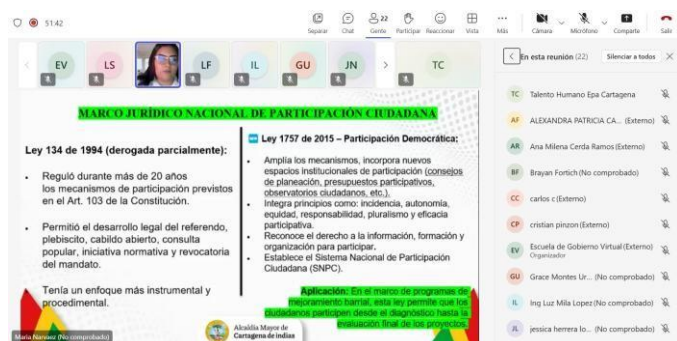 51:42
22
Separar Chat Gente Participar Reaccionar Vista Más Cámara Micrófono Comparte Salir
EV LS LF IL GU JN TC
MARCO JURÍDICO NACIONAL DE PARTICIPACIÓN CIUDADANA
Ley 134 de 1994 (derogada parcialmente):
Reguló durante más de 20 años
los mecanismos de participación previstos
en el Art. 103 de la Constitución.
Permitió el desarrollo legal del referendo,
plebiscito, cabildo abierto, consulta
popular, iniciativa normativa y revocatoria
del mandato.
Tenía un enfoque más instrumental y
procedimental.
Ley 1757 de 2015 – Participación Democrática:
Amplía los mecanismos, incorpora nuevos
espacios institucionales de participación (consejos
de planeación, presupuestos participativos,
observatorios ciudadanos, etc.).
Integra principios como: incidencia, autonomía,
equidad, responsabilidad, pluralismo y eficacia
participativa.
Reconoce el derecho a la información, formación y
organización para participar.
Establece el Sistema Nacional de Participación
Ciudadana (SNPC).
Aplicación: En el marco de programas de
mejoramiento barrial, esta ley permite que los
ciudadanos participen desde el diagnóstico hasta la
evaluación final de los proyectos.
Alcaldía Mayor de
Cartagena de indias
María Narvaez (No comprobado)
En esta reunión (22) Silenciar a todos
TC Talento Humano Epa Cartagena
AF ALEXANDRA PATRICIA CA... (Externo)
AR Ana Milena Cerda Ramos (Externo)
BF Brayan Fortich (No comprobado)
CC carlos c (Externo)
CP cristian pinzon (Externo)
EV Escuela de Gobierno Virtual (Externo)
Organizador
GU Grace Montes Ur... (No comprobado)
IL Ing Luz Mila Lopez (No comprobado)
JL jessica herrera lo... (No comprobado)